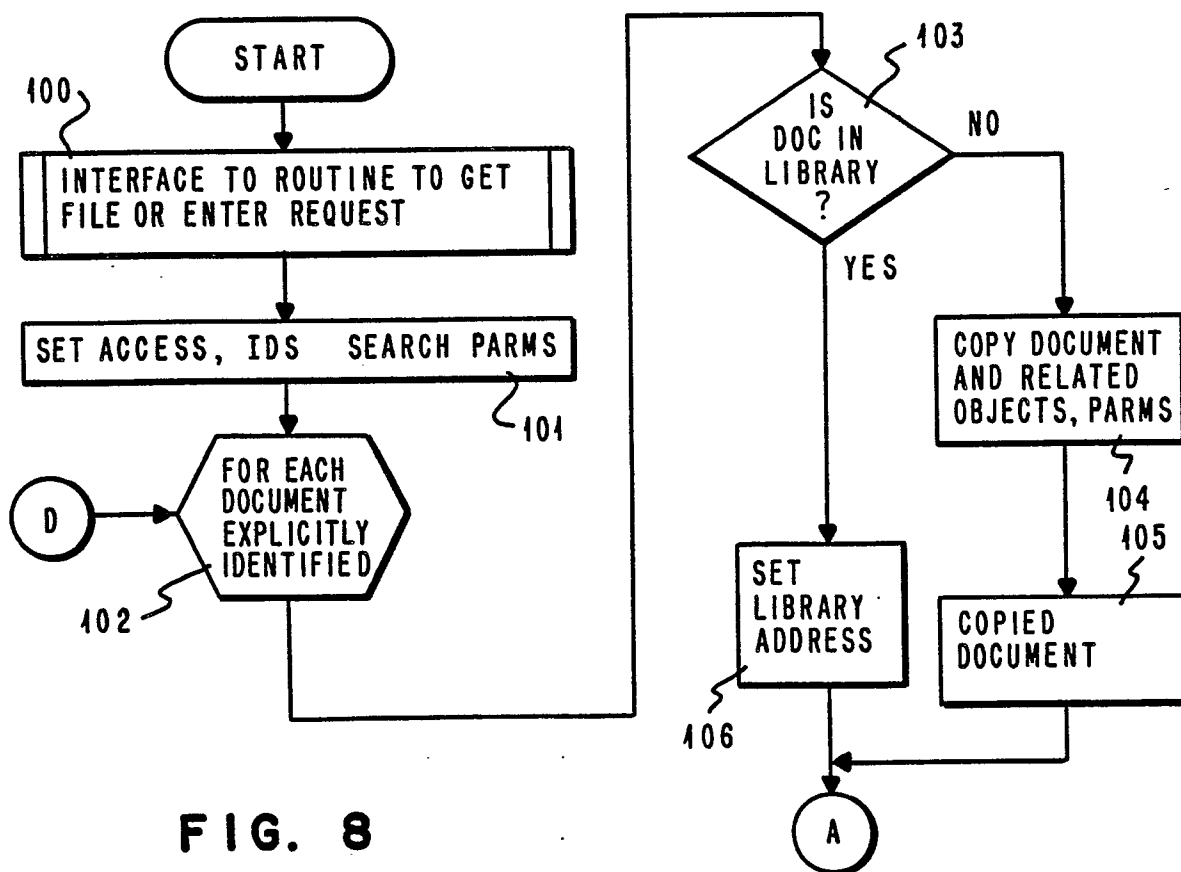 START
100
INTERFACE TO ROUTINE TO GET
FILE OR ENTER REQUEST
SET ACCESS, IDS SEARCH PARMS
101
D
FOR EACH
DOCUMENT
EXPLICITLY
IDENTIFIED
102
103
IS
DOC IN
LIBRARY
?
NO
YES
COPY DOCUMENT
AND RELATED
OBJECTS, PARMS
104
105
SET
LIBRARY
ADDRESS
106
COPIED
DOCUMENT
A
FIG. 8